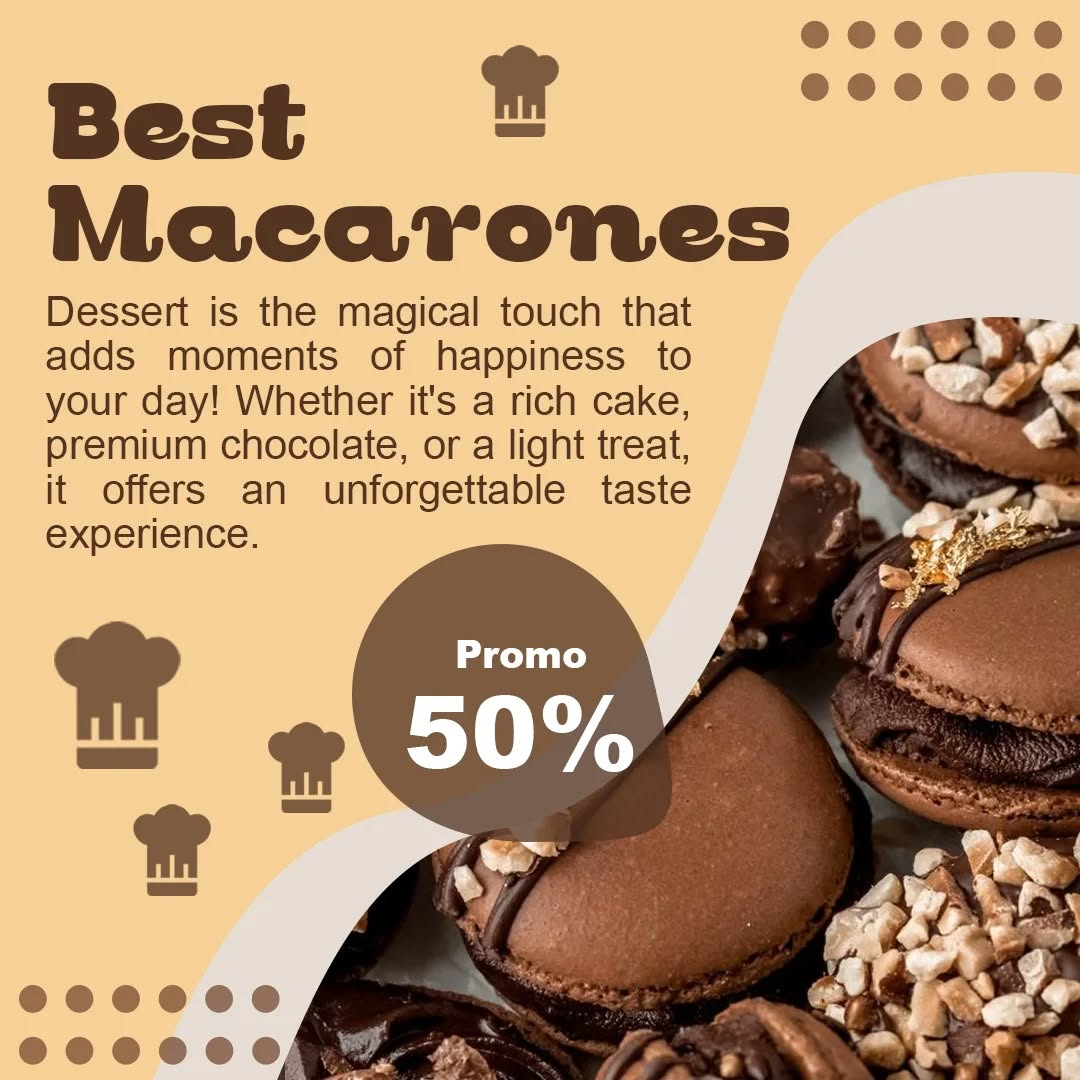 Best
Macarones
Dessert is the magical touch that
adds moments of happiness to
your day! Whether it's a rich cake,
premium chocolate, or a light treat,
it offers an unforgettable taste
experience.
Promo
50%